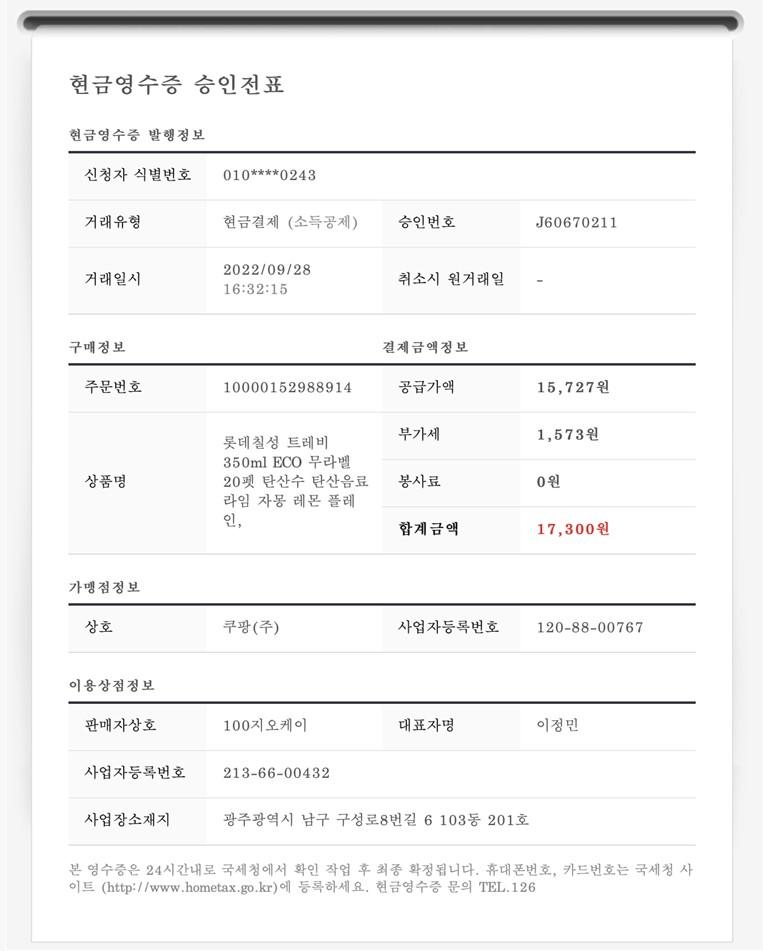 현금영수증 승인전표
현금영수증 발행정보
신청자 식별번호 010****0243
거래유형 현금결제 (소득공제) 승인번호 J60670211
거래일시 2022/09/28 16:32:15 취소시 원거래일 -
구매정보
주문번호 10000152988914
상품명
롯데칠성 트레비
350ml ECO 무라벨
20펫 탄산수 탄산음료
라임 자몽 레몬 플레
인,
결제금액정보
공급가액 15,727원
부가세 1,573원
봉사료 0원
합계금액 17,300원
가맹점정보
상호 쿠팡(주) 사업자등록번호 120-88-00767
이용상점정보
판매자상호 100지오케이 대표자명 이정민
사업자등록번호 213-66-00432
사업장소재지 광주광역시 남구 구성로8번길 6 103동 201호
본 영수증은 24시간내로 국세청에서 확인 작업 후 최종 확정됩니다. 휴대폰번호, 카드번호는 국세청 사
이트 (http://www.hometax.go.kr)에 등록하세요. 현금영수증 문의 TEL.126